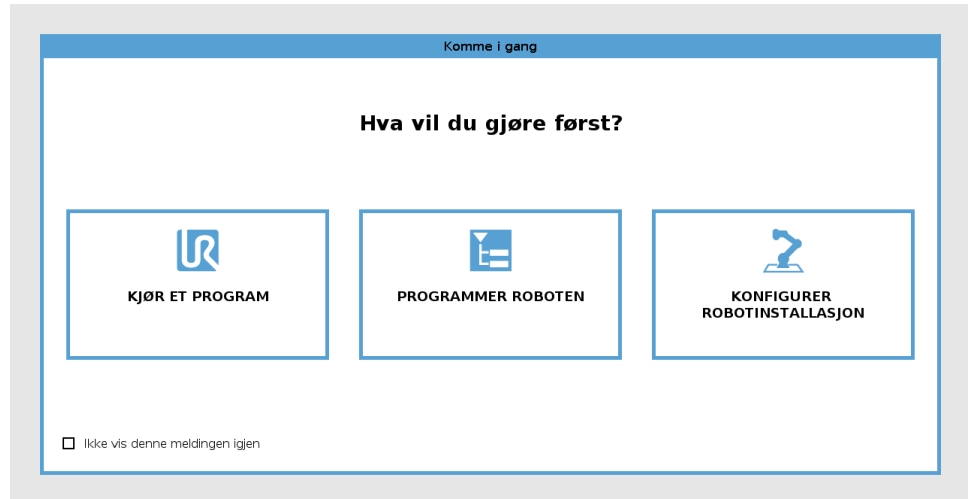 Komme i gang
Hva vil du gjøre først?
KJØR ET PROGRAM
PROGRAMMER ROBOTEN
KONFIGURER
ROBOTINSTALLASJON
Ikke vis denne meldingen igjen